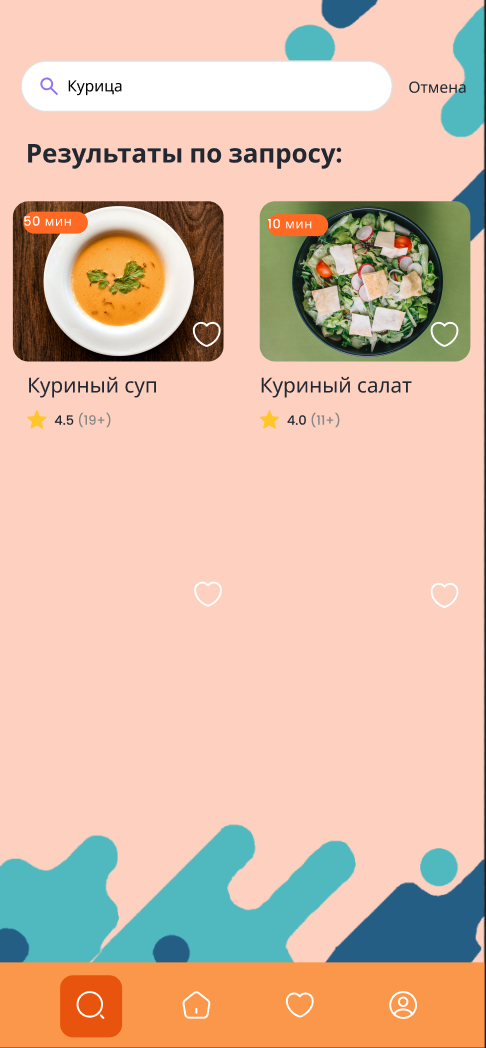 Курица
Отмена
Результаты по запросу:
50 мин
10 мин
Куриный суп
Куриный салат
4.5 (19+)
4.0 (11+)